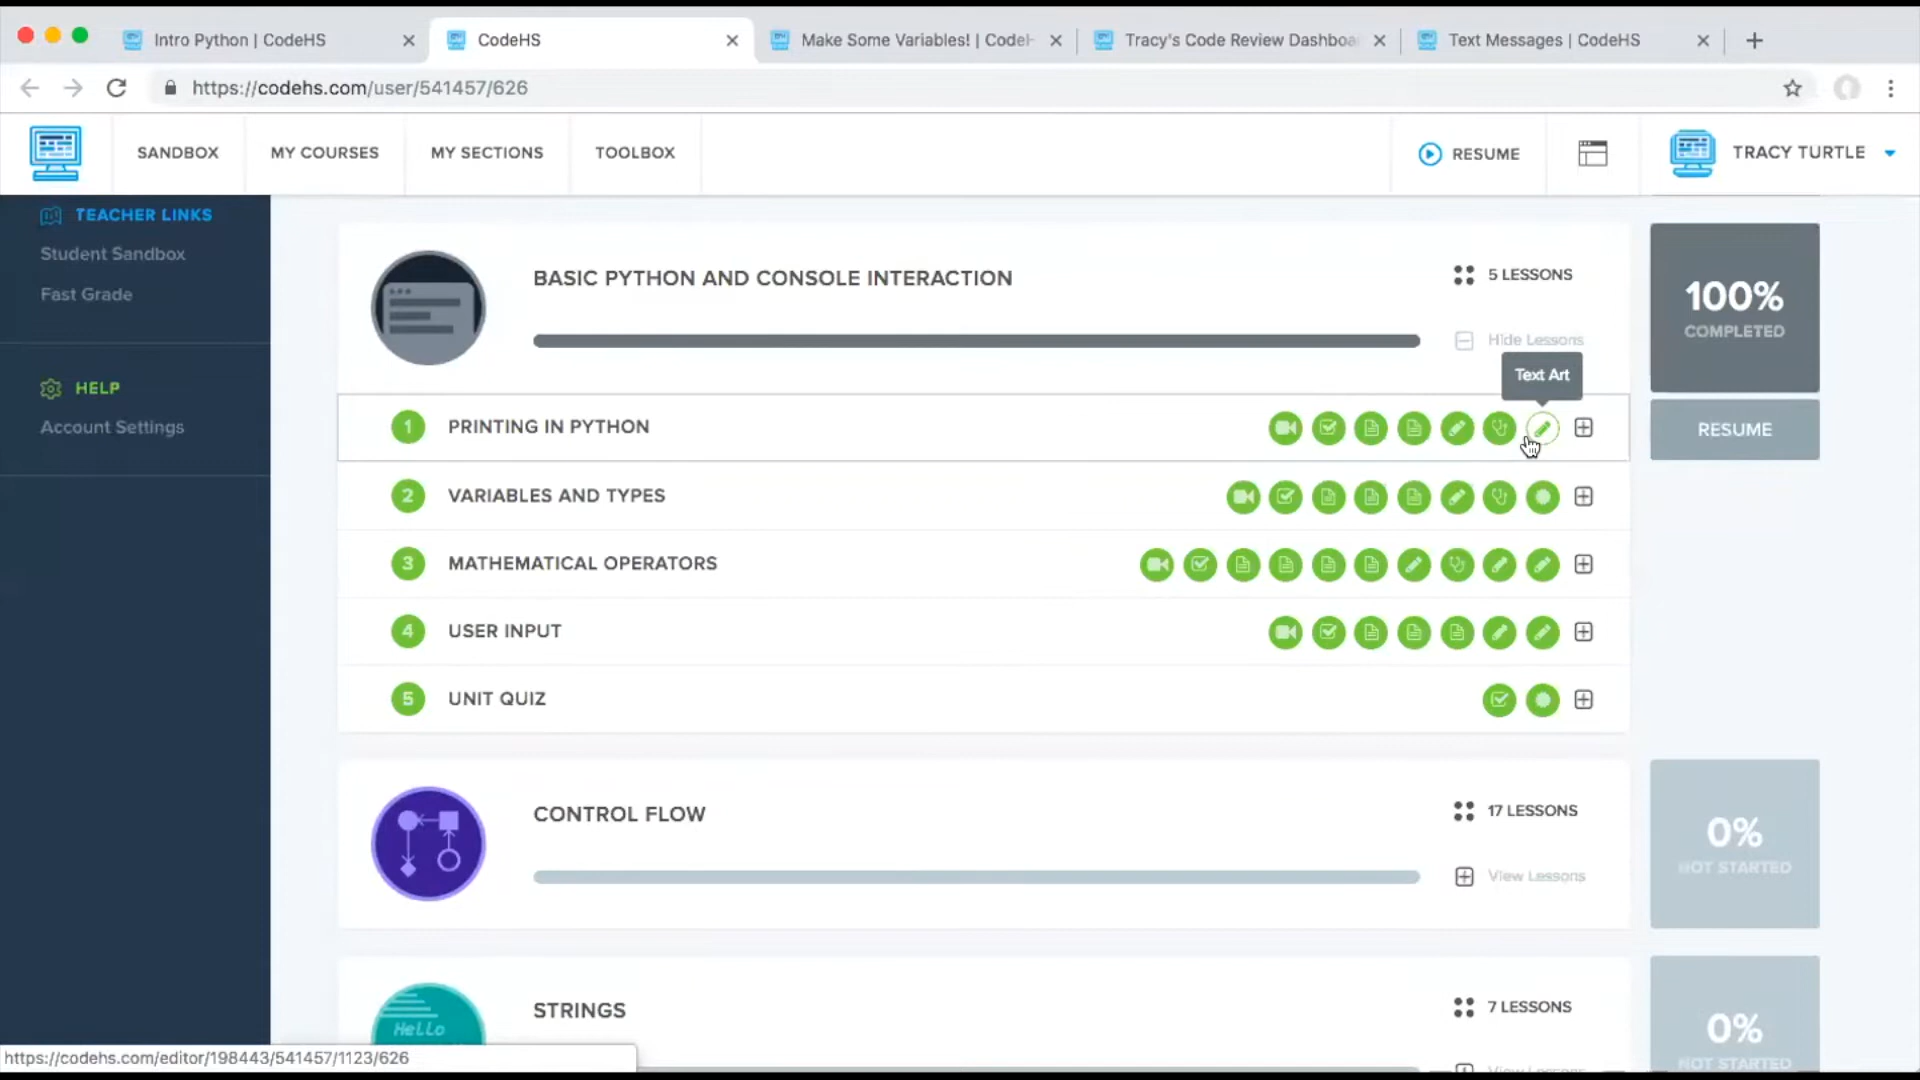 Intro Python | CodeHS
CodeHS
Make Some Variables! | CodeH
Tracy's Code Review Dashboa
Text Messages | CodeHS
https://codehs.com/user/541457/626
SANDBOX
MY COURSES
MY SECTIONS
TOOLBOX
RESUME
TRACY TURTLE
TEACHER LINKS
Student Sandbox
Fast Grade
HELP
Account Settings
BASIC PYTHON AND CONSOLE INTERACTION
5 LESSONS
Hide Lessons
100%
COMPLETED
RESUME
Text Art
1 PRINTING IN PYTHON
2 VARIABLES AND TYPES
3 MATHEMATICAL OPERATORS
4 USER INPUT
5 UNIT QUIZ
CONTROL FLOW
17 LESSONS
View Lessons
0%
NOT STARTED
Hello
STRINGS
7 LESSONS
View Lessons
0%
NOT STARTED
https://codehs.com/editor/198443/541457/1123/626